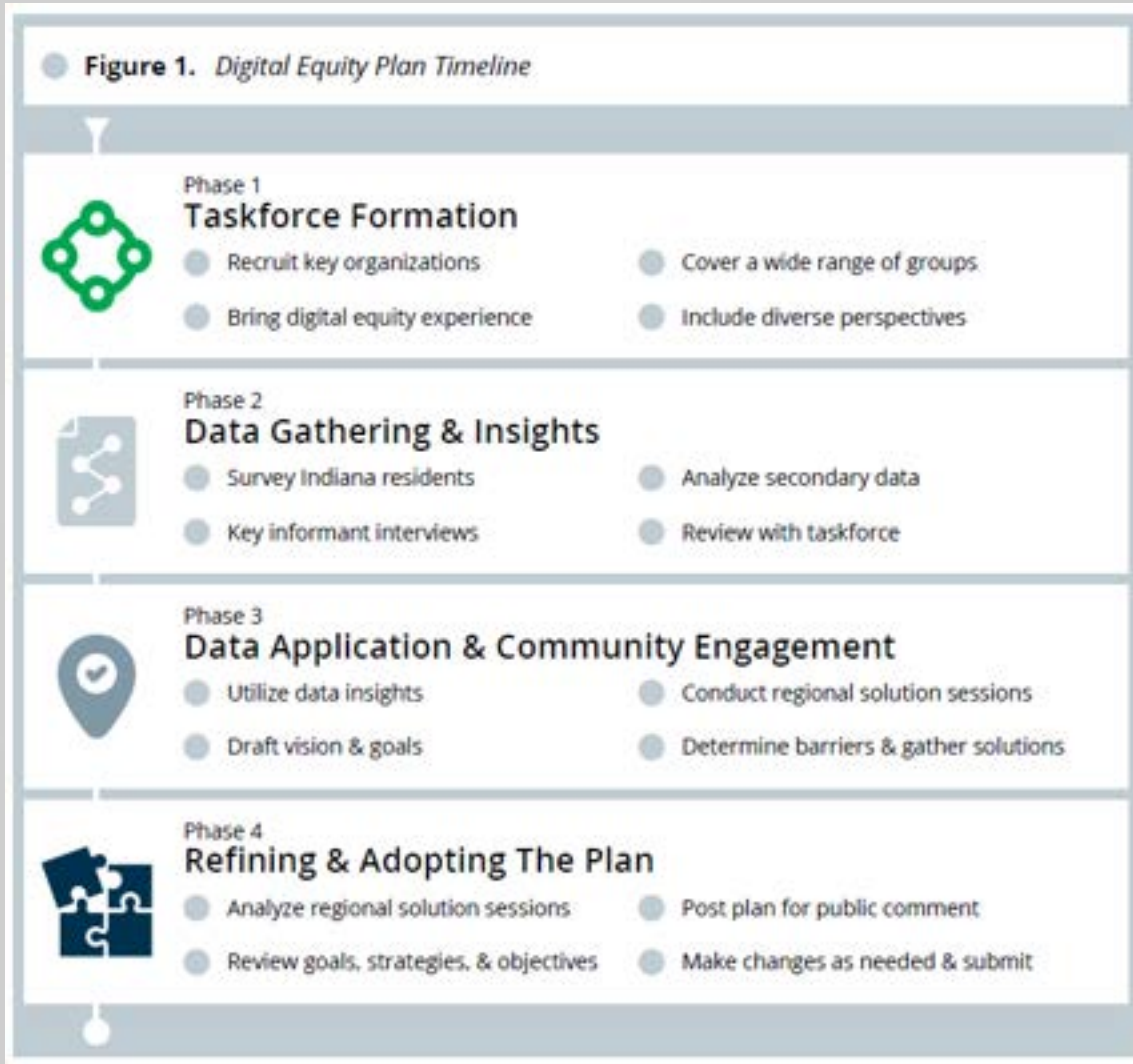 Figure 1. Digital Equity Plan Timeline
Phase 1
Taskforce Formation
Recruit key organizations
Cover a wide range of groups
Bring digital equity experience
Include diverse perspectives
Phase 2
Data Gathering & Insights
Survey Indiana residents
Analyze secondary data
Key informant interviews
Review with taskforce
Phase 3
Data Application & Community Engagement
Utilize data insights
Conduct regional solution sessions
Draft vision & goals
Determine barriers & gather solutions
Phase 4
Refining & Adopting The Plan
Analyze regional solution sessions
Post plan for public comment
Review goals, strategies, & objectives
Make changes as needed & submit